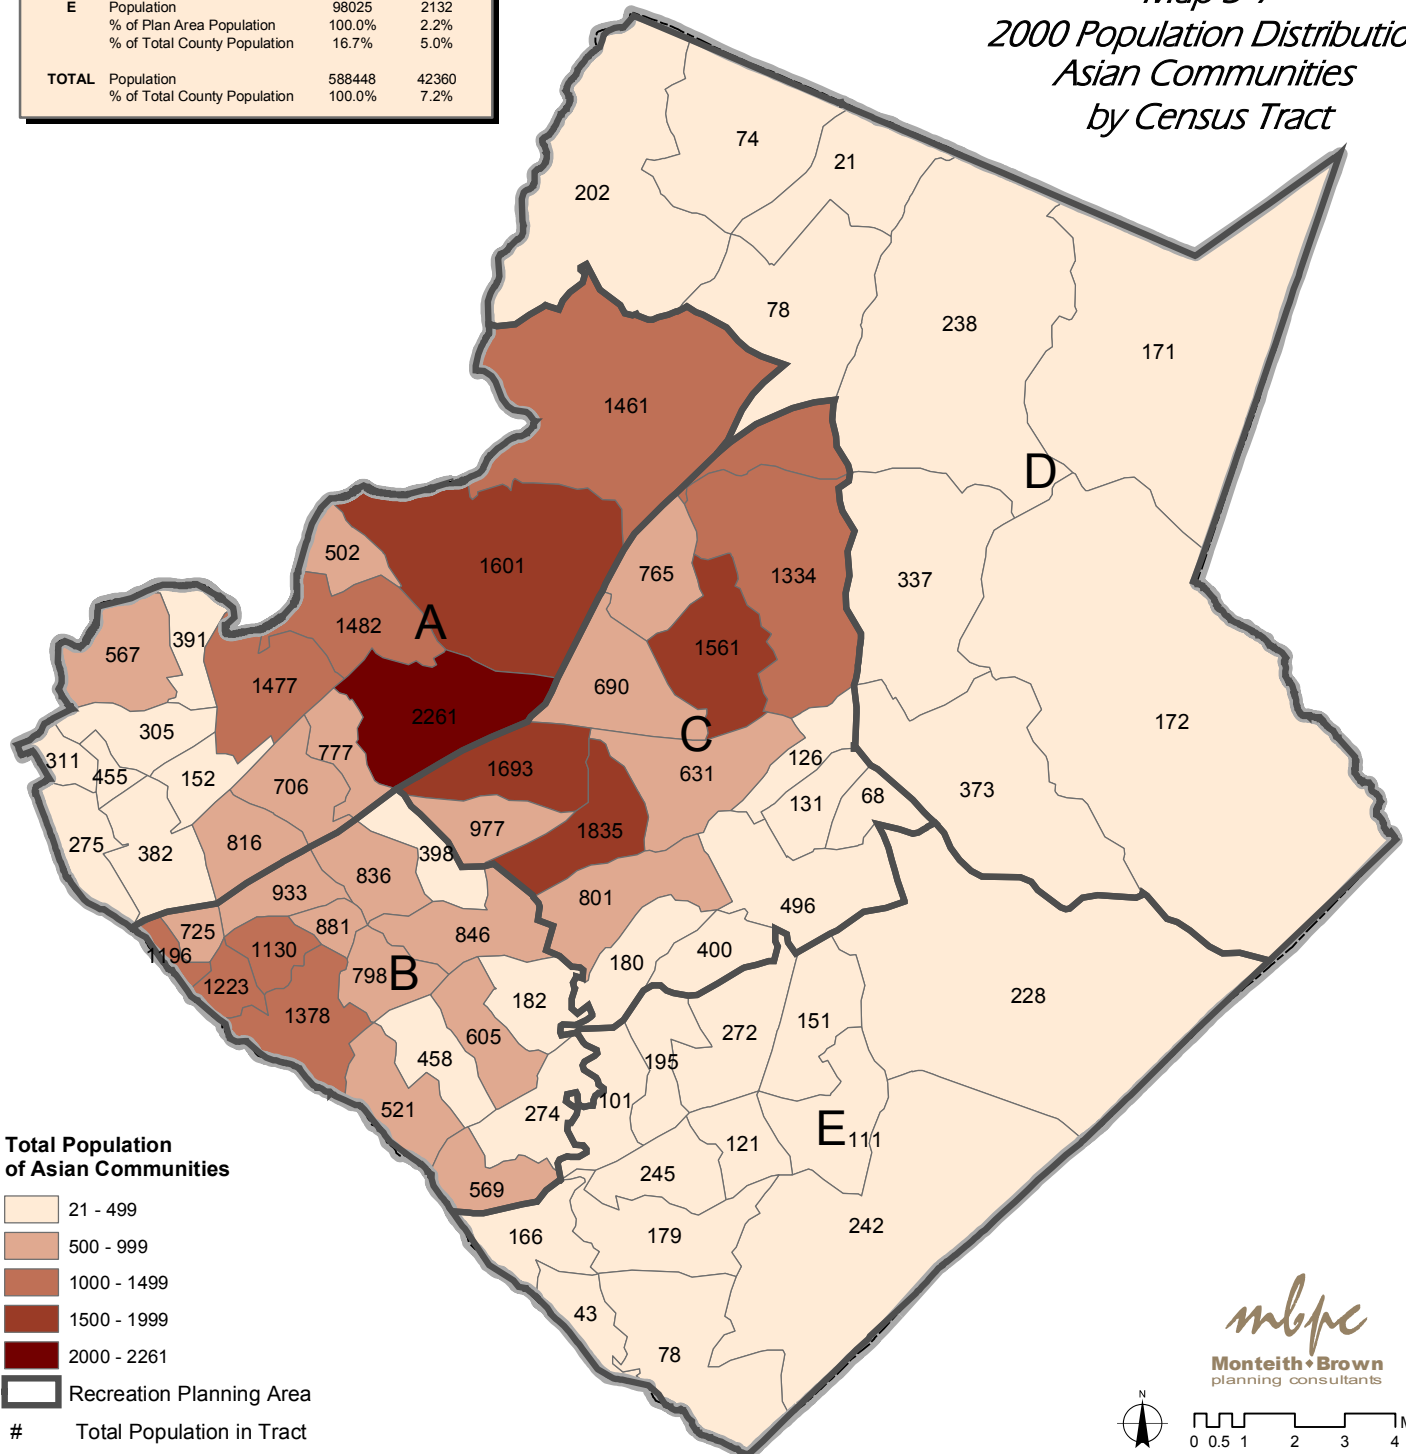 E Population 98025 2132
% of Plan Area Population 100.0% 2.2%
% of Total County Population 16.7% 5.0%
TOTAL Population 588448 42360
% of Total County Population 100.0% 7.2%
2000 Population Distributio
Asian Communities
by Census Tract
74
21
202
78
238
171
1461
D
502
1601
765
1334
337
1482
A
391
567
1561
1477
690
2261
C
172
305
777
311
455
152
1693
631
126
706
131
68
373
977
1835
816
275
382
398
836
933
801
496
725
881
846
1196
1130
180
400
798
B
1223
182
228
1378
151
272
605
458
195
101
521
274
E
111
121
245
569
166
179
242
43
78
Total Population
of Asian Communities
21 - 499
500 - 999
1000 - 1499
1500 - 1999
2000 - 2261
Recreation Planning Area
# Total Population in Tract
mbpc
Monteith♦Brown
planning consultants
N
0 0.5 1 2 3 4